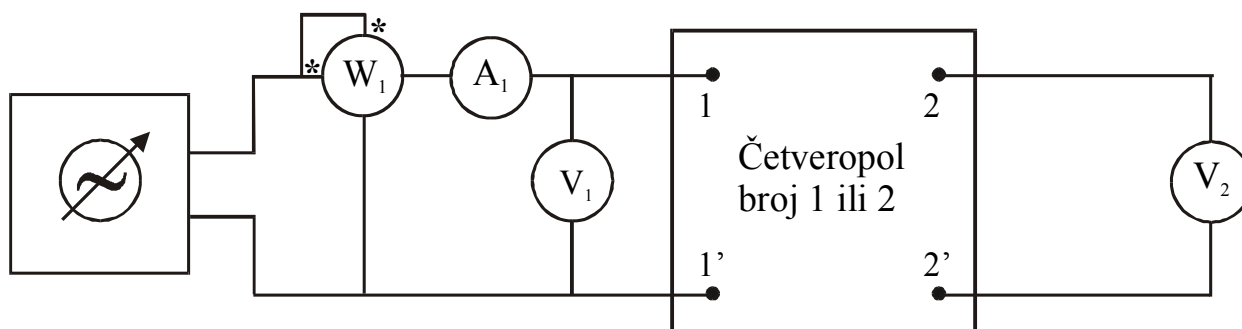 *
*
W₁
A₁
V₁
1
1’
2
2’
Četveropol
broj 1 ili 2
V₂
~